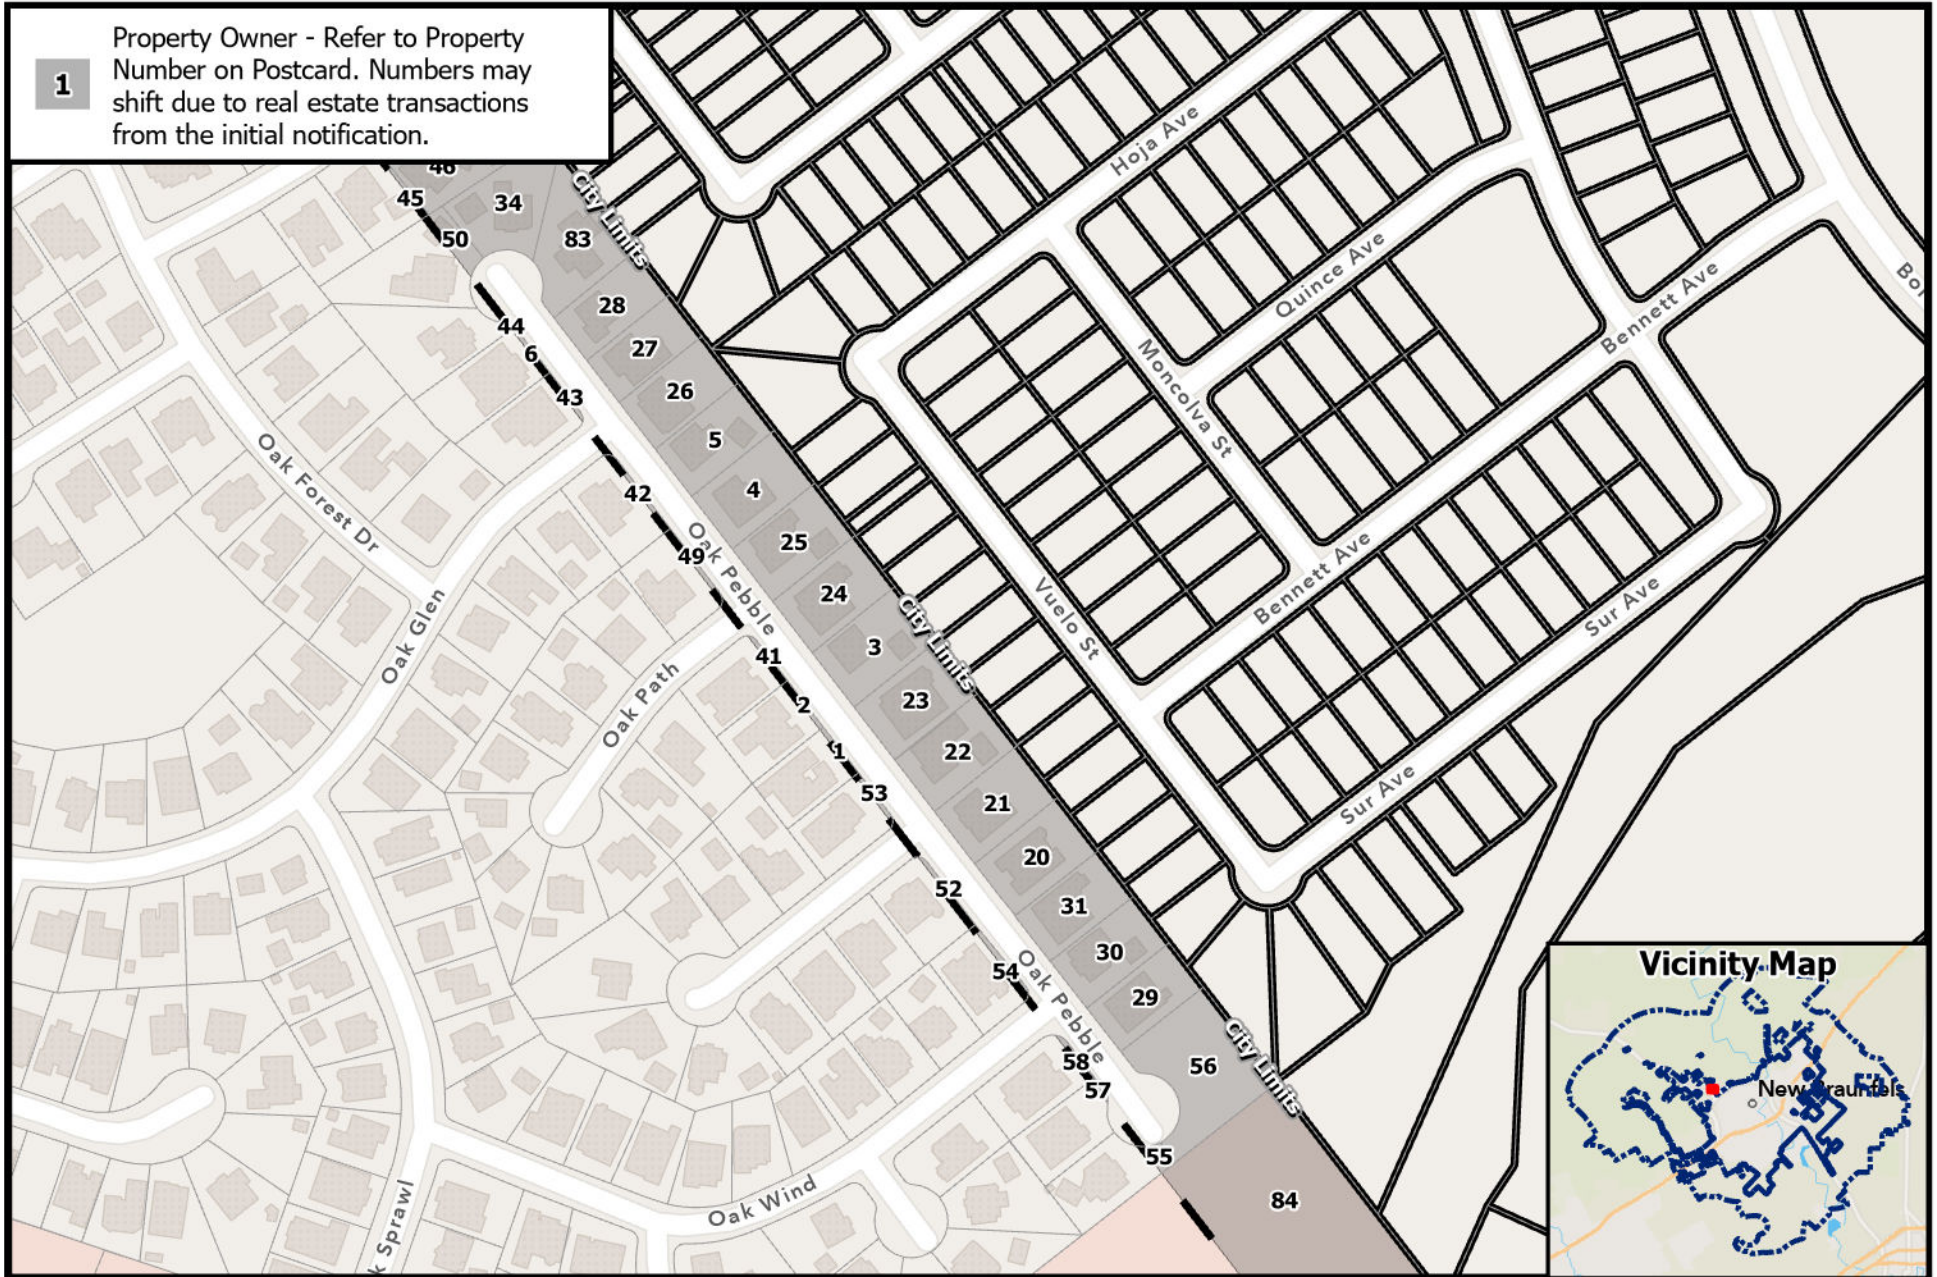 1
Property Owner - Refer to Property
Number on Postcard. Numbers may
shift due to real estate transactions
from the initial notification.
46
45
34
50
83
City Limits
28
44
27
6
26
43
5
42
4
49
25
24
3
41
23
2
22
1
53
21
20
52
31
30
54
29
58
56
57
55
84
Hoja Ave
Quince Ave
Bennett Ave
Moncolva St
Oak Forest Dr
Oak Pebble
Bennett Ave
Vuelo St
City Limits
Oak Glen
Sur Ave
Oak Path
Sur Ave
Oak Pebble
City Limits
Oak Wind
Sprawl
Vicinity Map
New Braunfels